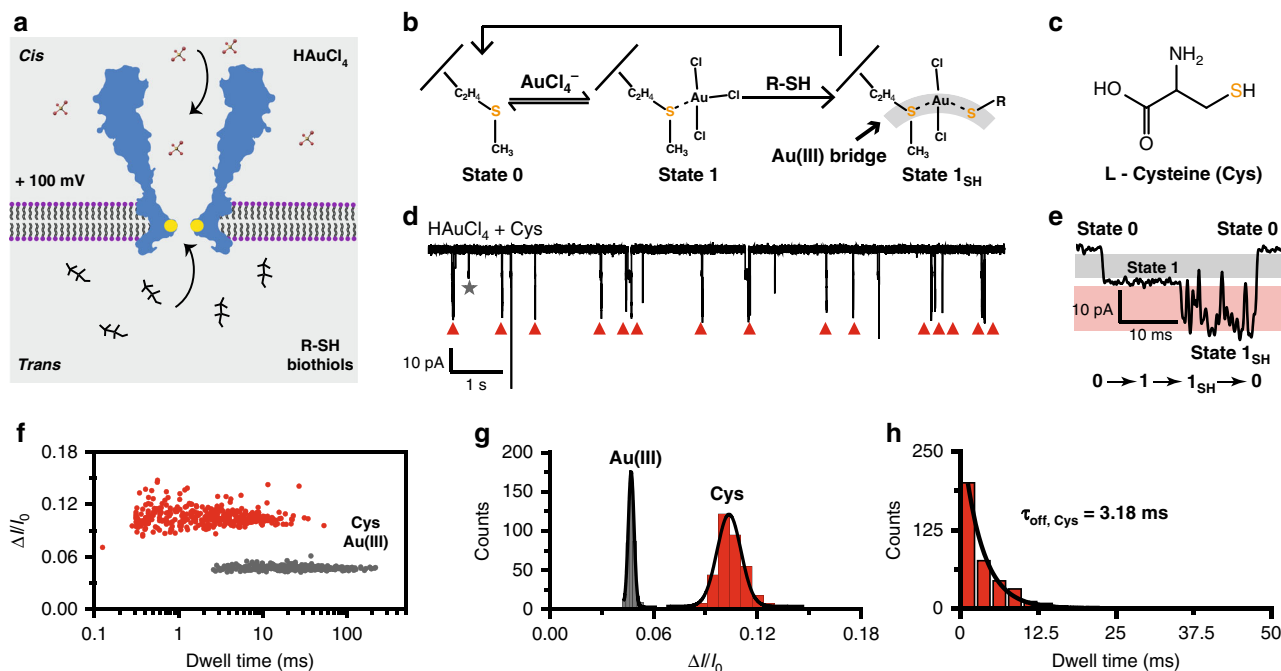 a
Cis
HAuCl4
+ 100 mV
Trans
R-SH
biothiols
b
C2H4
S
CH3
State 0
AuCl4−
C2H4
S
CH3
Au
Cl
Cl
Cl
State 1
R-SH
Au(III) bridge
C2H4
S
CH3
Cl
Au
Cl
S
R
State 1SH
c
NH2
HO
O
SH
L - Cysteine (Cys)
d
HAuCl4 + Cys
10 pA
1 s
e
State 0
State 0
State 1
10 pA
10 ms
State 1SH
0 → 1 → 1SH → 0
f
ΔI/I0
0.18
0.12
0.06
0.00
Cys
Au(III)
0.1
1
10
100
Dwell time (ms)
g
Counts
200
150
100
50
0
Au(III)
Cys
0.00
0.06
0.12
0.18
ΔI/I0
h
Counts
250
125
0
τoff, Cys = 3.18 ms
0
12.5
25
37.5
50
Dwell time (ms)